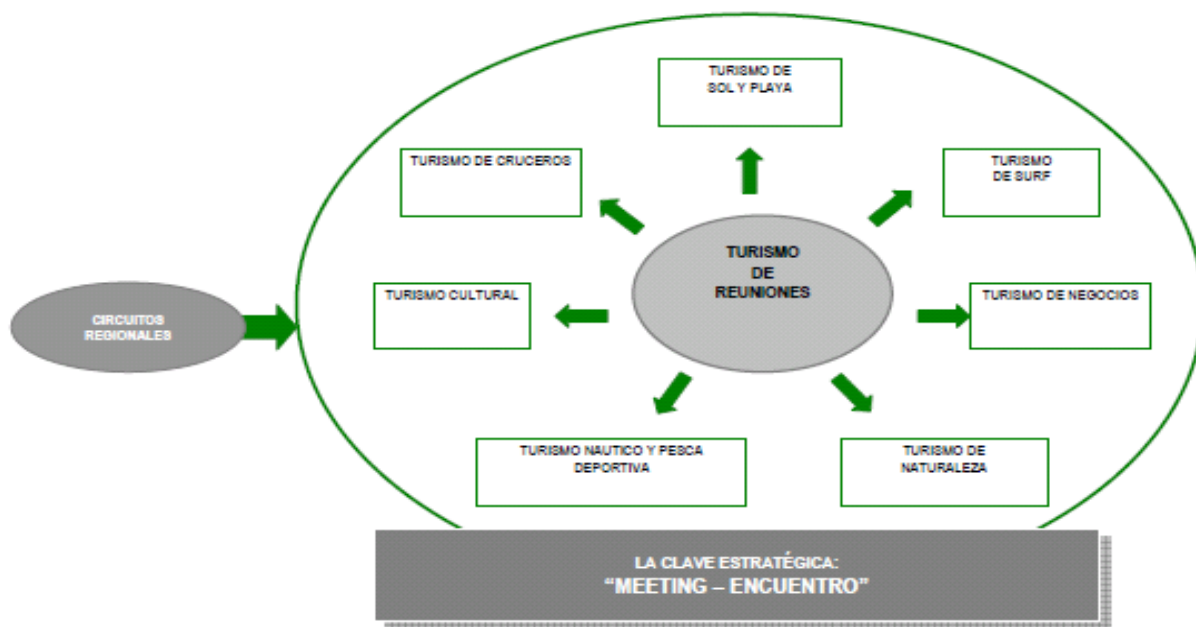 TURISMO DE
SOL Y PLAYA
TURISMO DE CRUCEROS
TURISMO
DE SURF
TURISMO
DE
REUNIONES
TURISMO CULTURAL
TURISMO DE NEGOCIOS
CIRCUITOS
REGIONALES
TURISMO NAUTICO Y PESCA
DEPORTIVA
TURISMO DE
NATURALEZA
LA CLAVE ESTRATÉGICA:
“MEETING – ENCUENTRO”